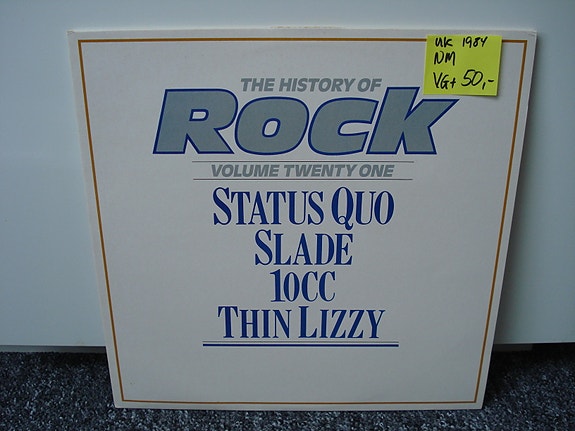 UK 1984
NM
VG+ 50,-
THE HISTORY OF
ROCK
VOLUME TWENTY ONE
STATUS QUO
SLADE
10CC
THIN LIZZY